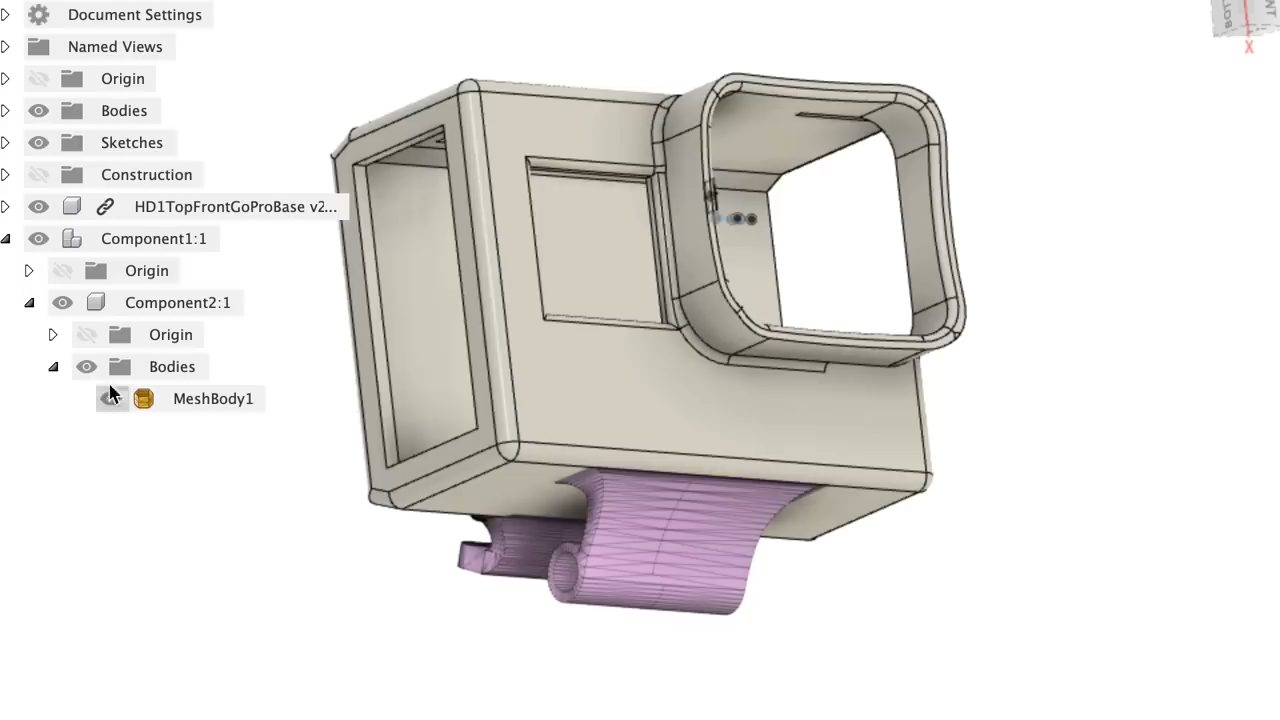 Document Settings
Named Views
Origin
Bodies
Sketches
Construction
HD1TopFrontGoProBase v2...
Component1:1
Origin
Component2:1
Origin
Bodies
MeshBody1
X